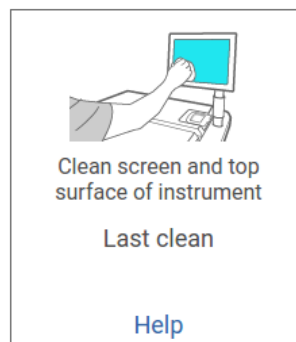 Clean screen and top
surface of instrument
Last clean
Help